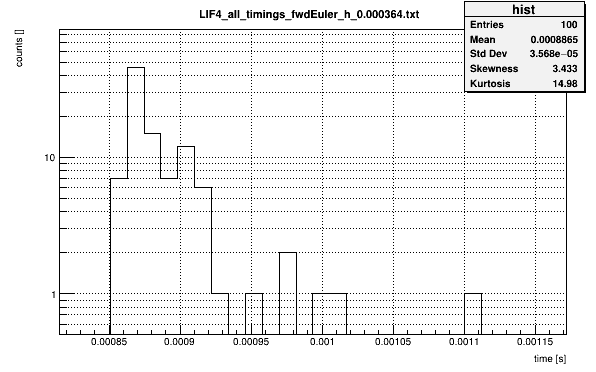 LIF4_all_timings_fwdEuler_h_0.000364.txt
hist
Entries 100
Mean 0.0008865
Std Dev 3.568e−05
Skewness 3.433
Kurtosis 14.98
counts []
10
1
0.00085 0.0009 0.00095 0.001 0.00105 0.0011 0.00115
time [s]